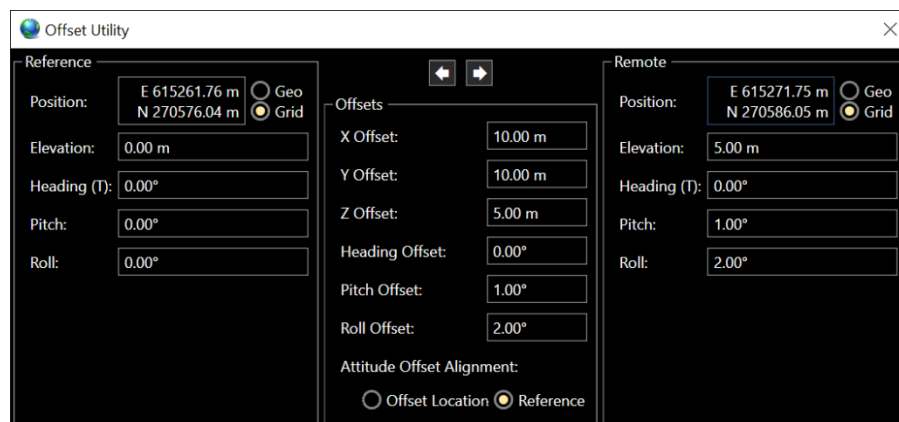 Offset Utility
Reference
Position:
E 615261.76 m
N 270576.04 m
Geo
Grid
Elevation:
0.00 m
Heading (T):
0.00°
Pitch:
0.00°
Roll:
0.00°
Offsets
X Offset:
10.00 m
Y Offset:
10.00 m
Z Offset:
5.00 m
Heading Offset:
0.00°
Pitch Offset:
1.00°
Roll Offset:
2.00°
Attitude Offset Alignment:
Offset Location
Reference
Remote
Position:
E 615271.75 m
N 270586.05 m
Geo
Grid
Elevation:
5.00 m
Heading (T):
0.00°
Pitch:
1.00°
Roll:
2.00°